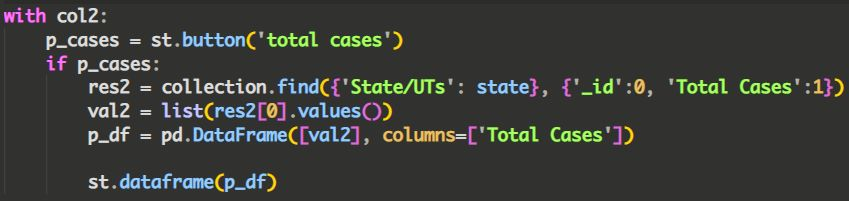 with col2:
    p_cases = st.button('total cases')
    if p_cases:
        res2 = collection.find({'State/UTs': state}, {'_id':0, 'Total Cases':1})
        val2 = list(res2[0].values())
        p_df = pd.DataFrame([val2], columns=['Total Cases'])

        st.dataframe(p_df)